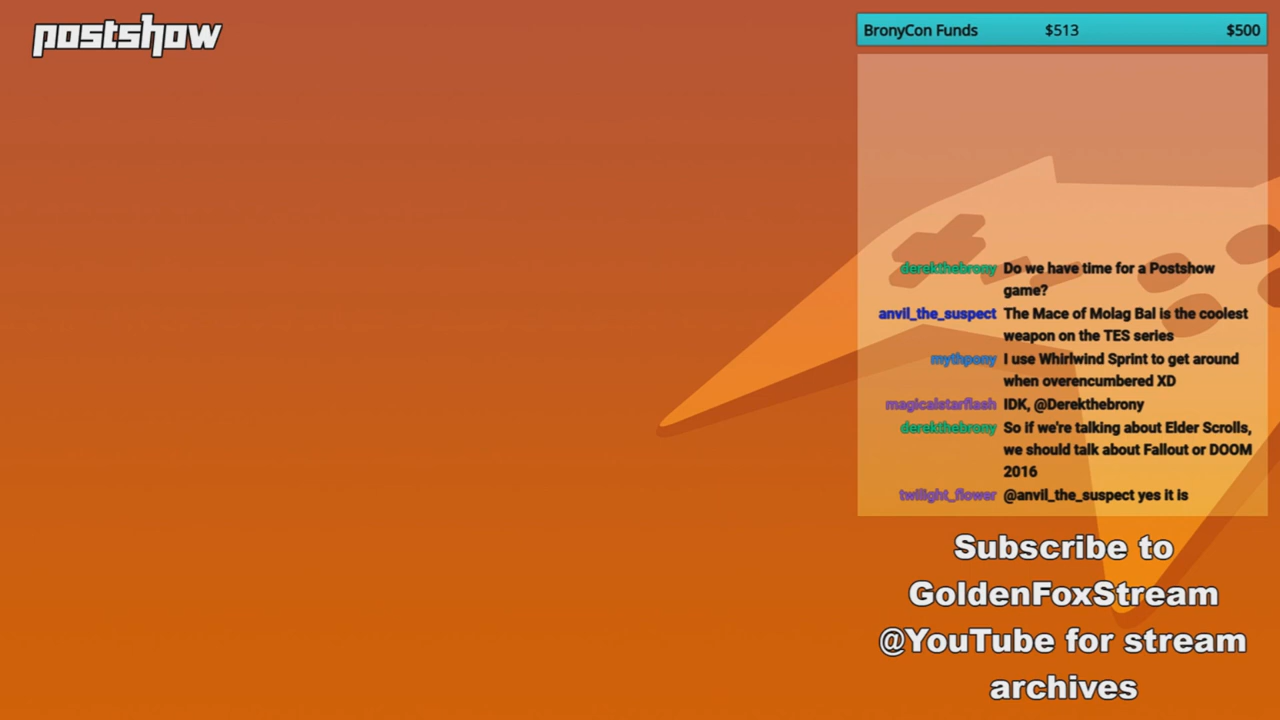 postshow
BronyCon Funds $513 $500
derekthebrony Do we have time for a Postshow
game?
anvil_the_suspect The Mace of Molag Bal is the coolest
weapon on the TES series
mythpony I use Whirlwind Sprint to get around
when overencumbered XD
magicalstarflash IDK, @Derekthebrony
derekthebrony So if we're talking about Elder Scrolls,
we should talk about Fallout or DOOM
2016
twilight_flower @anvil_the_suspect yes it is
Subscribe to
GoldenFoxStream
@YouTube for stream
archives